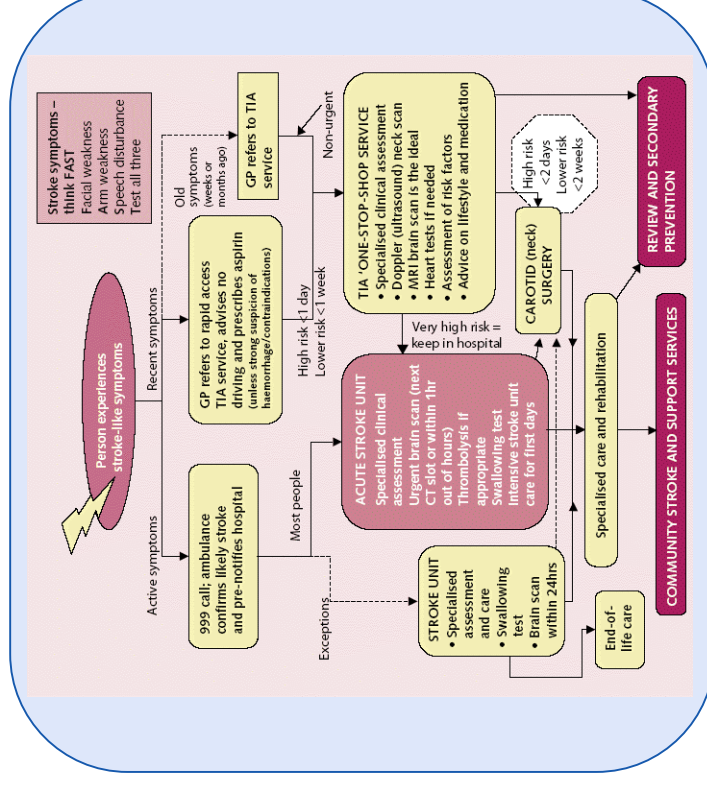 Stroke symptoms –
think FAST
Facial weakness
Arm weakness
Speech disturbance
Test all three
Person experiences
stroke-like symptoms
Active symptoms
Recent symptoms
Old
symptoms
(weeks or
months ago)
999 call; ambulance
confirms likely stroke
and pre-notifies hospital
GP refers to rapid access
TIA service, advises no
driving and prescribes aspirin
(unless strong suspicion of
haemorrhage/contraindications)
GP refers to TIA
service
Exceptions
Most people
High risk <1 day
Lower risk <1 week
Non-urgent
STROKE UNIT
• Specialised
assessment
and care
• Swallowing
test
• Brain scan
within 24hrs
ACUTE STROKE UNIT
Specialised clinical
assessment
Urgent brain scan (next
CT slot or within 1hr
out of hours)
Thrombolysis if
appropriate
Swallowing test
Intensive stroke unit
care for first days
TIA 'ONE-STOP-SHOP SERVICE
• Specialised clinical assessment
• Doppler (ultrasound) neck scan
• MRI brain scan is the ideal
• Heart tests if needed
• Assessment of risk factors
• Advice on lifestyle and medication
Very high risk =
keep in hospital
High risk
<2 days
Lower risk
<2 weeks
CAROTID (neck)
SURGERY
End-of-
life care
Specialised care and rehabilitation
COMMUNITY STROKE AND SUPPORT SERVICES
REVIEW AND SECONDARY
PREVENTION